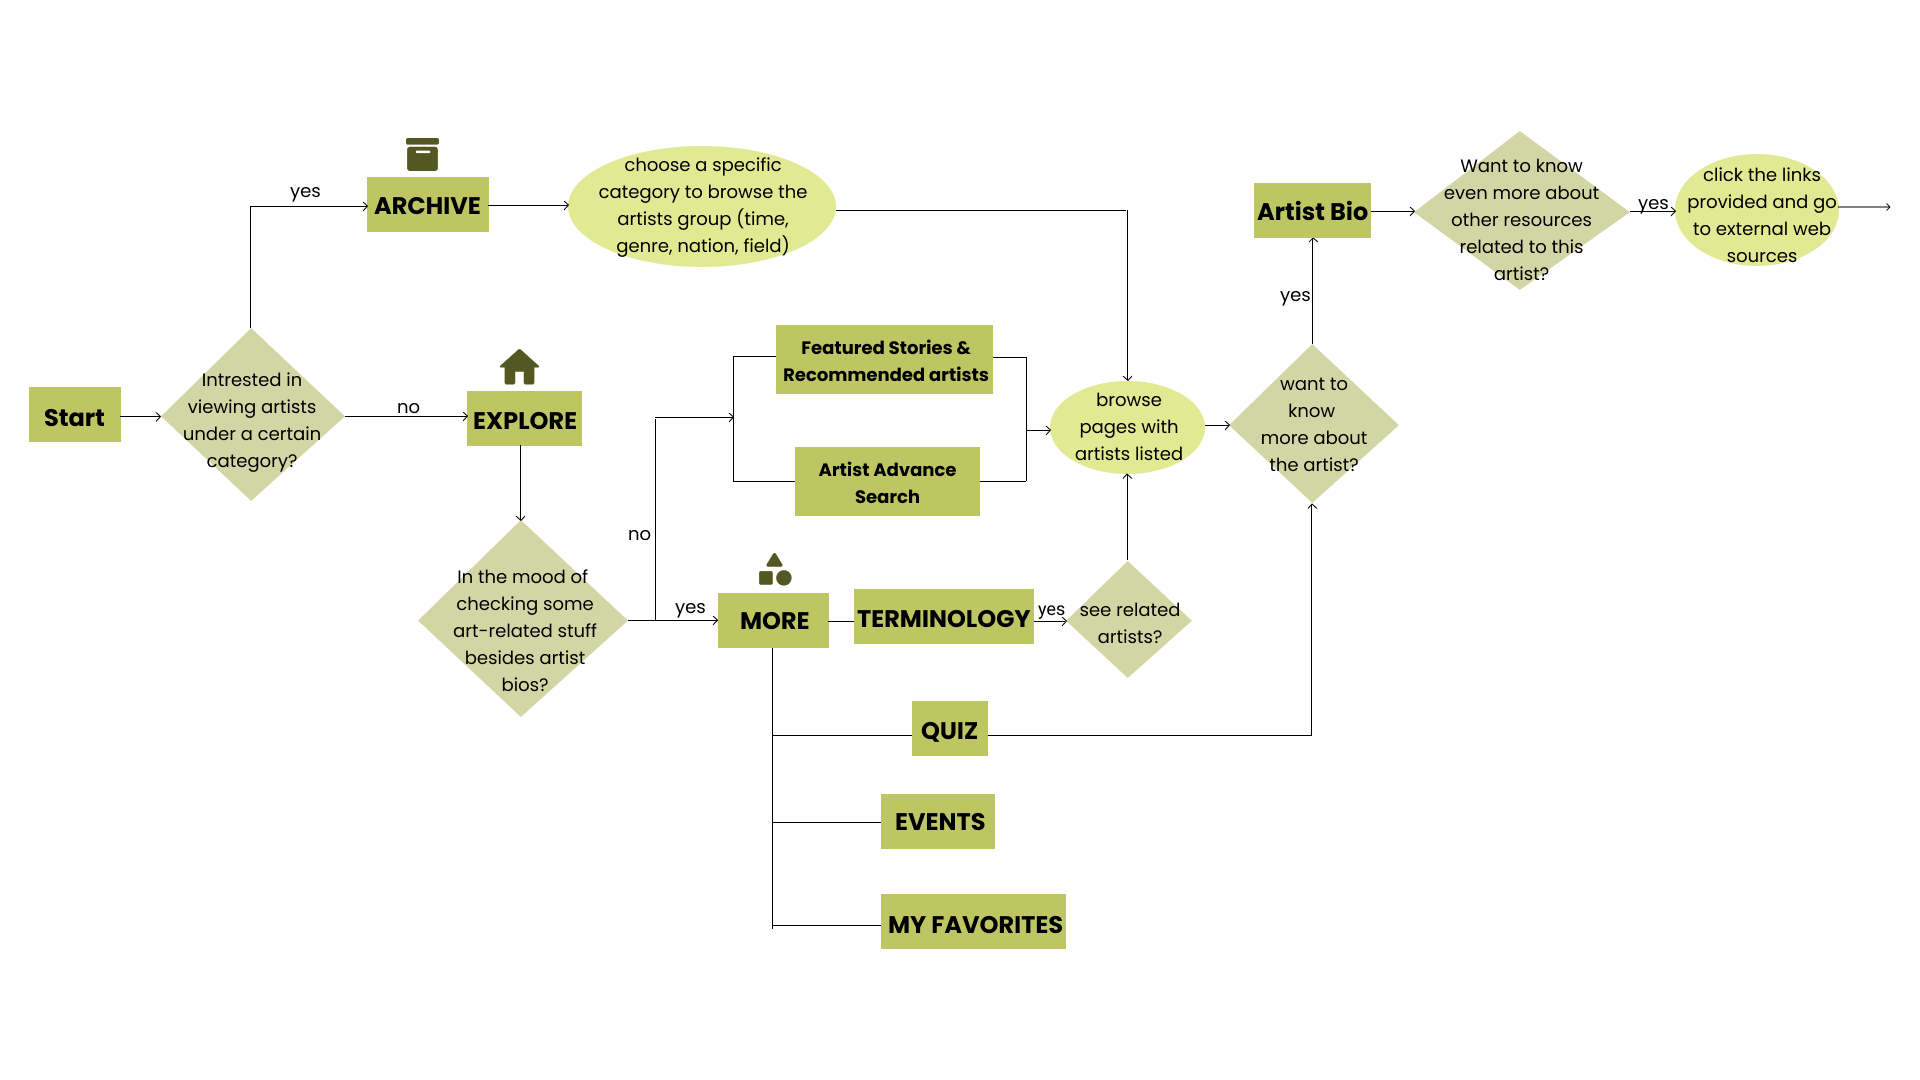 Start
Intrested in
viewing artists
under a certain
category?
yes
ARCHIVE
choose a specific
category to browse the
artists group (time,
genre, nation, field)
no
EXPLORE
In the mood of
checking some
art-related stuff
besides artist
bios?
no
Featured Stories &
Recommended artists
Artist Advance
Search
yes
MORE
TERMINOLOGY
yes
see related
artists?
QUIZ
EVENTS
MY FAVORITES
browse
pages with
artists listed
want to
know
more about
the artist?
yes
Artist Bio
Want to know
even more about
other resources
related to this
artist?
yes
click the links
provided and go
to external web
sources